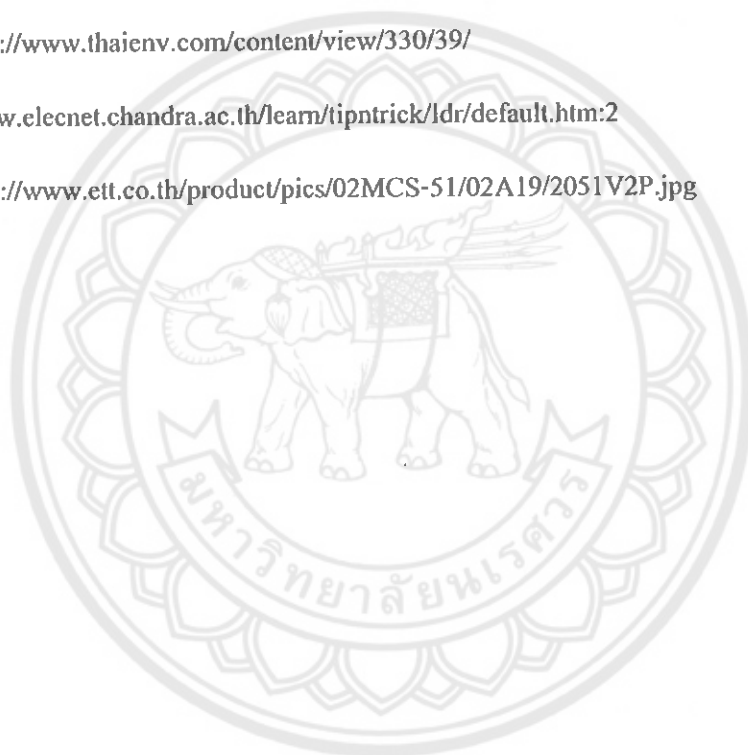 ://www.thaienv.com/content/view/330/39/
w.elecnet.chandra.ac.th/learn/tipntrick/ldr/default.htm:2
://www.ett.co.th/product/pics/02MCS-51/02A19/2051V2P.jpg
มหาวิทยาลัยนเรศวร